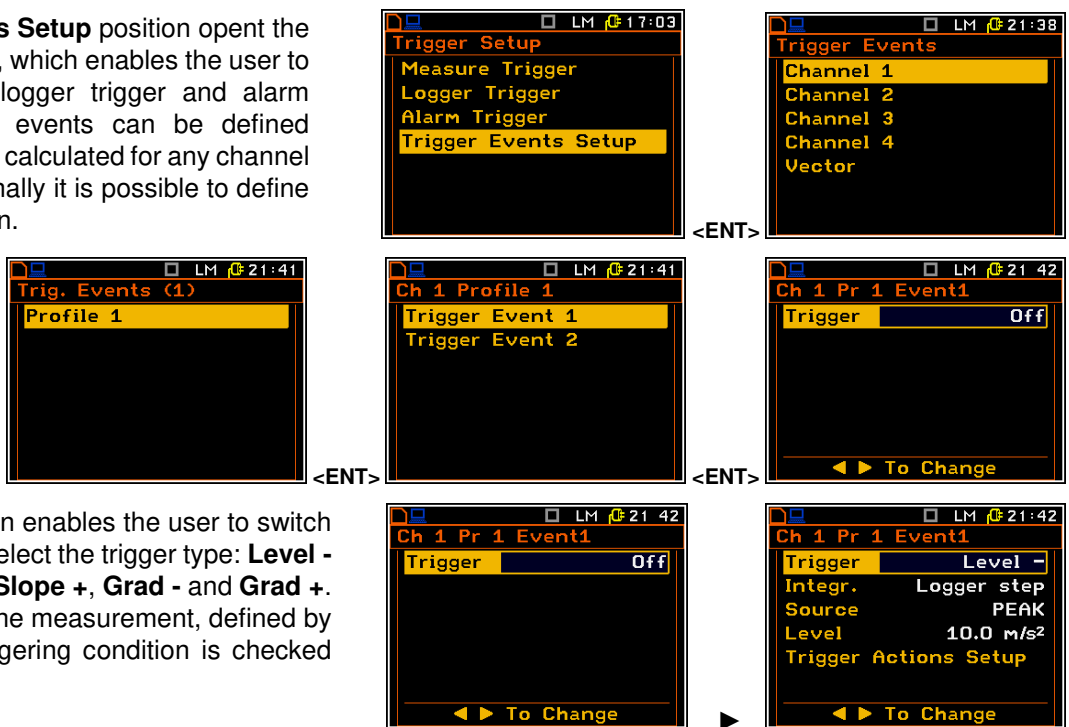 s Setup position opent the
, which enables the user to
logger trigger and alarm
events can be defined
calculated for any channel
nally it is possible to define
n.
LM 17:03
Trigger Setup
Measure Trigger
Logger Trigger
Alarm Trigger
Trigger Events Setup
<ENT>
LM 21:38
Trigger Events
Channel 1
Channel 2
Channel 3
Channel 4
Vector
LM 21:41
Trig. Events (1)
Profile 1
<ENT>
LM 21:41
Ch 1 Profile 1
Trigger Event 1
Trigger Event 2
<ENT>
LM 21 42
Ch 1 Pr 1 Event1
Trigger Off
◄ ► To Change
n enables the user to switch
elect the trigger type: Level -
Slope +, Grad - and Grad +.
he measurement, defined by
ggering condition is checked
LM 21 42
Ch 1 Pr 1 Event1
Trigger Off
◄ ► To Change
►
LM 21:42
Ch 1 Pr 1 Event1
Trigger Level -
Integr. Logger step
Source PEAK
Level 10.0 m/s²
Trigger Actions Setup
◄ ► To Change